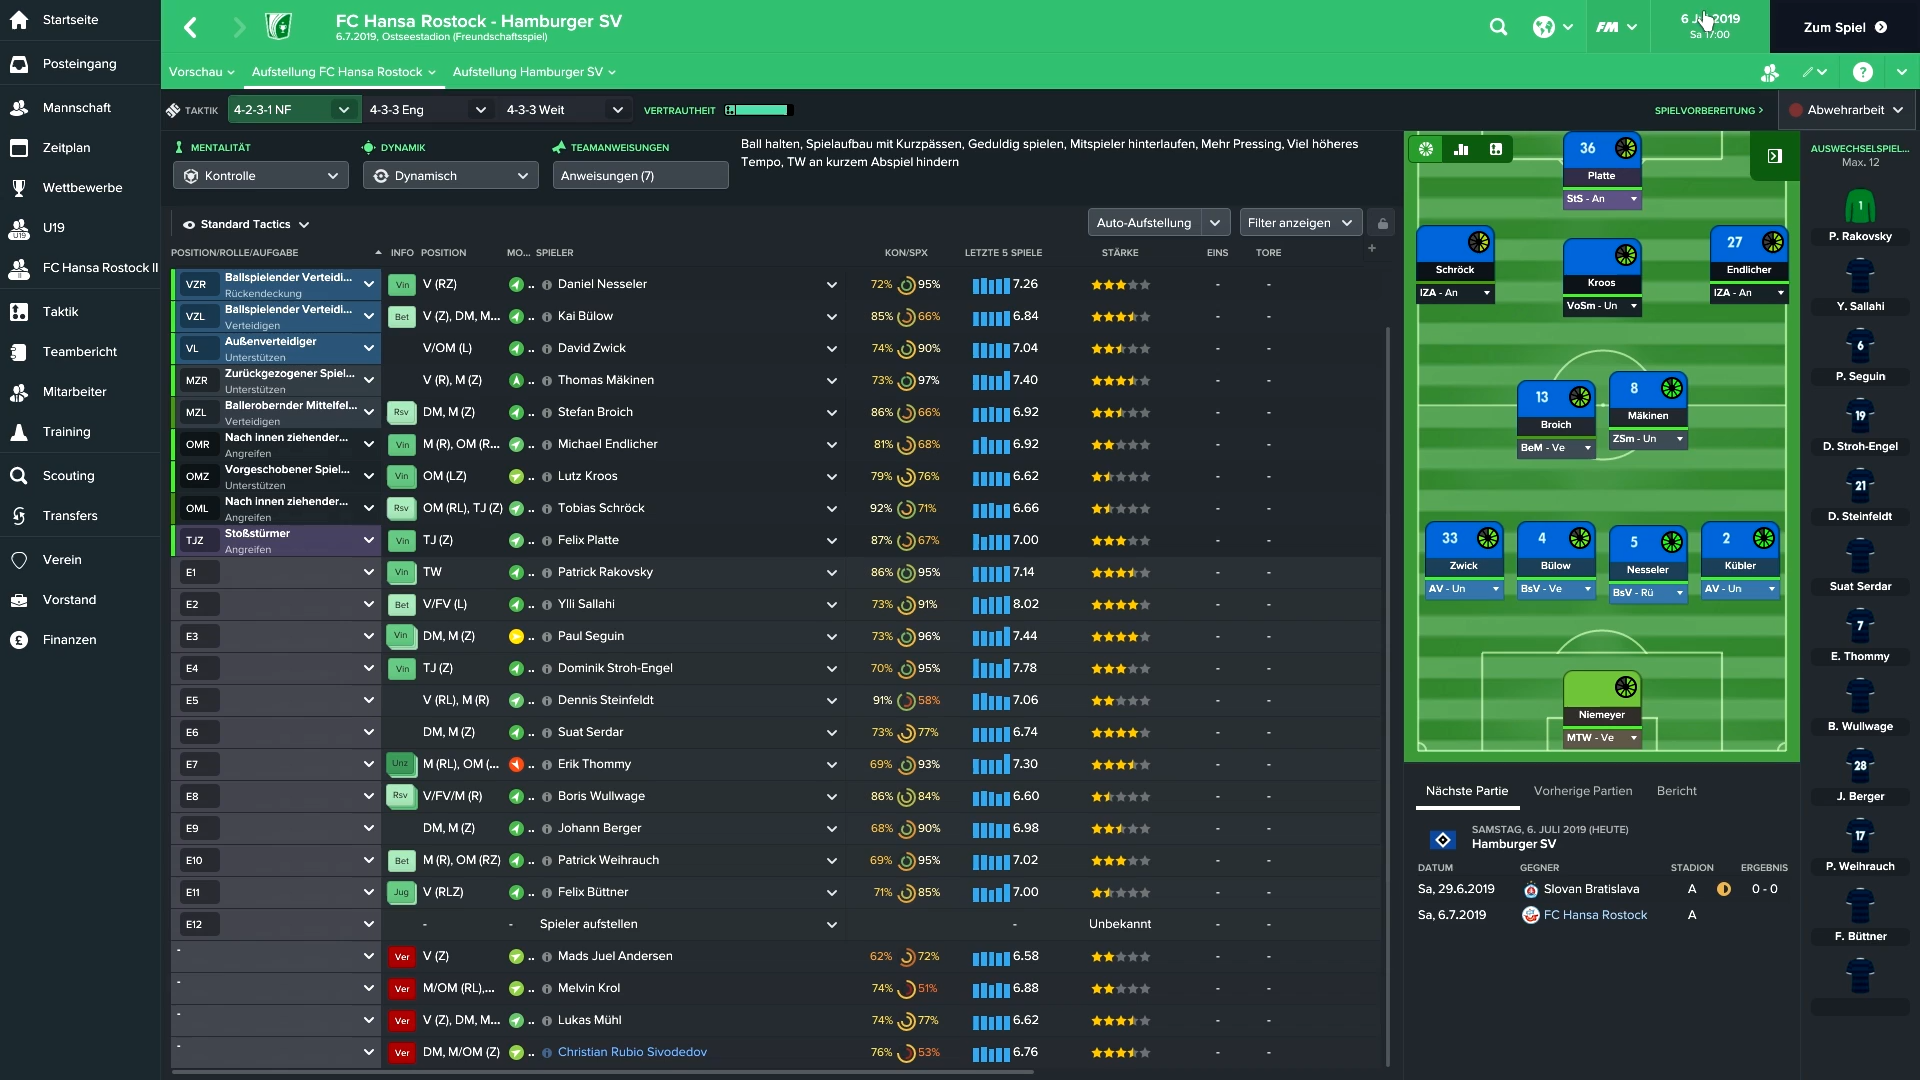 Startseite
Posteingang
Mannschaft
Zeitplan
Wettbewerbe
U19
FC Hansa Rostock II
Taktik
Teambericht
Mitarbeiter
Training
Scouting
Transfers
Verein
Vorstand
Finanzen
FC Hansa Rostock - Hamburger SV
6.7.2019, Ostseestadion (Freundschaftsspiel)
FM
2019
Sa 17:00
Zum Spiel
Vorschau
Aufstellung FC Hansa Rostock
Aufstellung Hamburger SV
TAKTIK
4-2-3-1 NF
4-3-3 Eng
4-3-3 Weit
VERTRAUTHEIT
SPIELVORBEREITUNG >
Abwehrarbeit
MENTALITÄT
Kontrolle
DYNAMIK
Dynamisch
TEAMANWEISUNGEN
Anweisungen (7)
Ball halten, Spielaufbau mit Kurzpässen, Geduldig spielen, Mitspieler hinterlaufen, Mehr Pressing, Viel höheres
Tempo, TW an kurzem Abspiel hindern
Standard Tactics
Auto-Aufstellung
Filter anzeigen
POSITION/ROLLE/AUFGABE INFO POSITION MO... SPIELER KON/SPX LETZTE 5 SPIELE STÄRKE EINS TORE
VZR Ballspielender Verteidi... Rückendeckung Vin V (RZ) .. Daniel Nesseler 72% 95% 7.26 - -
VZL Ballspielender Verteidi... Verteidigen Bet V (Z), DM, M... .. Kai Bülow 85% 66% 6.84 - -
VL Außenverteidiger Unterstützen V/OM (L) .. David Zwick 74% 90% 7.04 - -
MZR Zurückgezogener Spiel... Unterstützen V (R), M (Z) .. Thomas Mäkinen 73% 97% 7.40 - -
MZL Ballerobernder Mittelfel... Verteidigen Rsv DM, M (Z) .. Stefan Broich 86% 66% 6.92 - -
OMR Nach innen ziehender... Angreifen Vin M (R), OM (R... .. Michael Endlicher 81% 68% 6.92 - -
OMZ Vorgeschobener Spiel... Unterstützen Vin OM (LZ) .. Lutz Kroos 79% 76% 6.62 - -
OML Nach innen ziehender... Angreifen Rsv OM (RL), TJ (Z) .. Tobias Schröck 92% 71% 6.66 - -
TJZ Stoßstürmer Angreifen Vin TJ (Z) .. Felix Platte 87% 67% 7.00 - -
E1 Vin TW .. Patrick Rakovsky 86% 95% 7.14 - -
E2 Bet V/FV (L) .. Ylli Sallahi 73% 91% 8.02 - -
E3 Vin DM, M (Z) .. Paul Seguin 73% 96% 7.44 - -
E4 Vin TJ (Z) .. Dominik Stroh-Engel 70% 95% 7.78 - -
E5 V (RL), M (R) .. Dennis Steinfeldt 91% 58% 7.06 - -
E6 DM, M (Z) .. Suat Serdar 73% 77% 6.74 - -
E7 Unz M (RL), OM (... .. Erik Thommy 69% 93% 7.30 - -
E8 Rsv V/FV/M (R) .. Boris Wullwage 86% 84% 6.60 - -
E9 DM, M (Z) .. Johann Berger 68% 90% 6.98 - -
E10 Bet M (R), OM (RZ) .. Patrick Weihrauch 69% 95% 7.02 - -
E11 Jug V (RLZ) .. Felix Büttner 71% 85% 7.00 - -
E12 - - Spieler aufstellen - Unbekannt - -
- Ver V (Z) .. Mads Juel Andersen 62% 72% 6.58 - -
- Ver M/OM (RL),... .. Melvin Krol 74% 51% 6.88 - -
- Ver V (Z), DM, M... .. Lukas Mühl 74% 77% 6.62 - -
- Ver DM, M/OM (Z) .. Christian Rubio Sivodedov 76% 53% 6.76 - -
36
Platte
StS - An
Schröck
IZA - An
Kroos
VoSm - Un
27
Endlicher
IZA - An
13
Broich
BeM - Ve
8
Mäkinen
ZSm - Un
33
Zwick
AV - Un
4
Bülow
BsV - Ve
5
Nesseler
BsV - Rü
2
Kübler
AV - Un
Niemeyer
MTW - Ve
Nächste Partie
Vorherige Partien
Bericht
SAMSTAG, 6. JULI 2019 (HEUTE)
Hamburger SV
DATUM GEGNER STADION ERGEBNIS
Sa, 29.6.2019 Slovan Bratislava A 0 - 0
Sa, 6.7.2019 FC Hansa Rostock A
AUSWECHSELSPIEL...
Max. 12
1
P. Rakovsky
Y. Sallahi
6
P. Seguin
19
D. Stroh-Engel
21
D. Steinfeldt
Suat Serdar
7
E. Thommy
B. Wullwage
28
J. Berger
17
P. Weihrauch
F. Büttner